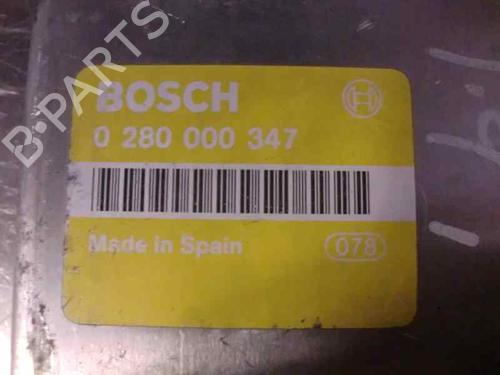 B-PARTS
BOSCH
0 280 000 347
Made in Spain
078